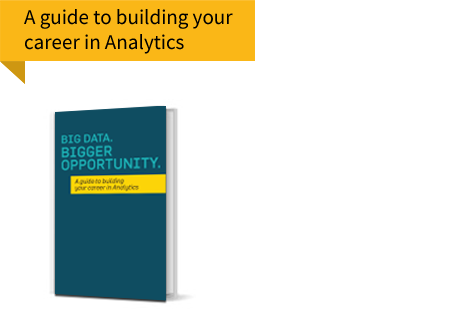 A guide to building your
career in Analytics
BIG DATA.
BIGGER
OPPORTUNITY.
A guide to building
your career in Analytics